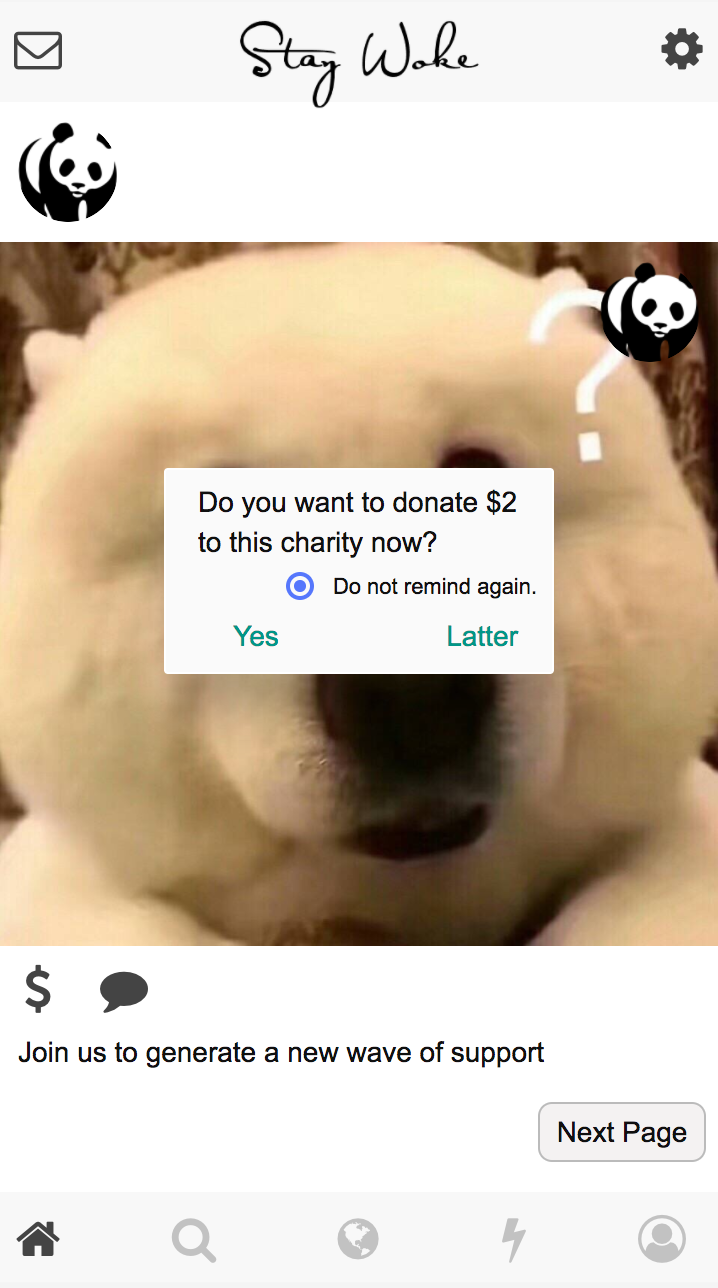 Stay Woke
?
Do you want to donate $2
to this charity now?
Do not remind again.
Yes Latter
$
Join us to generate a new wave of support
Next Page